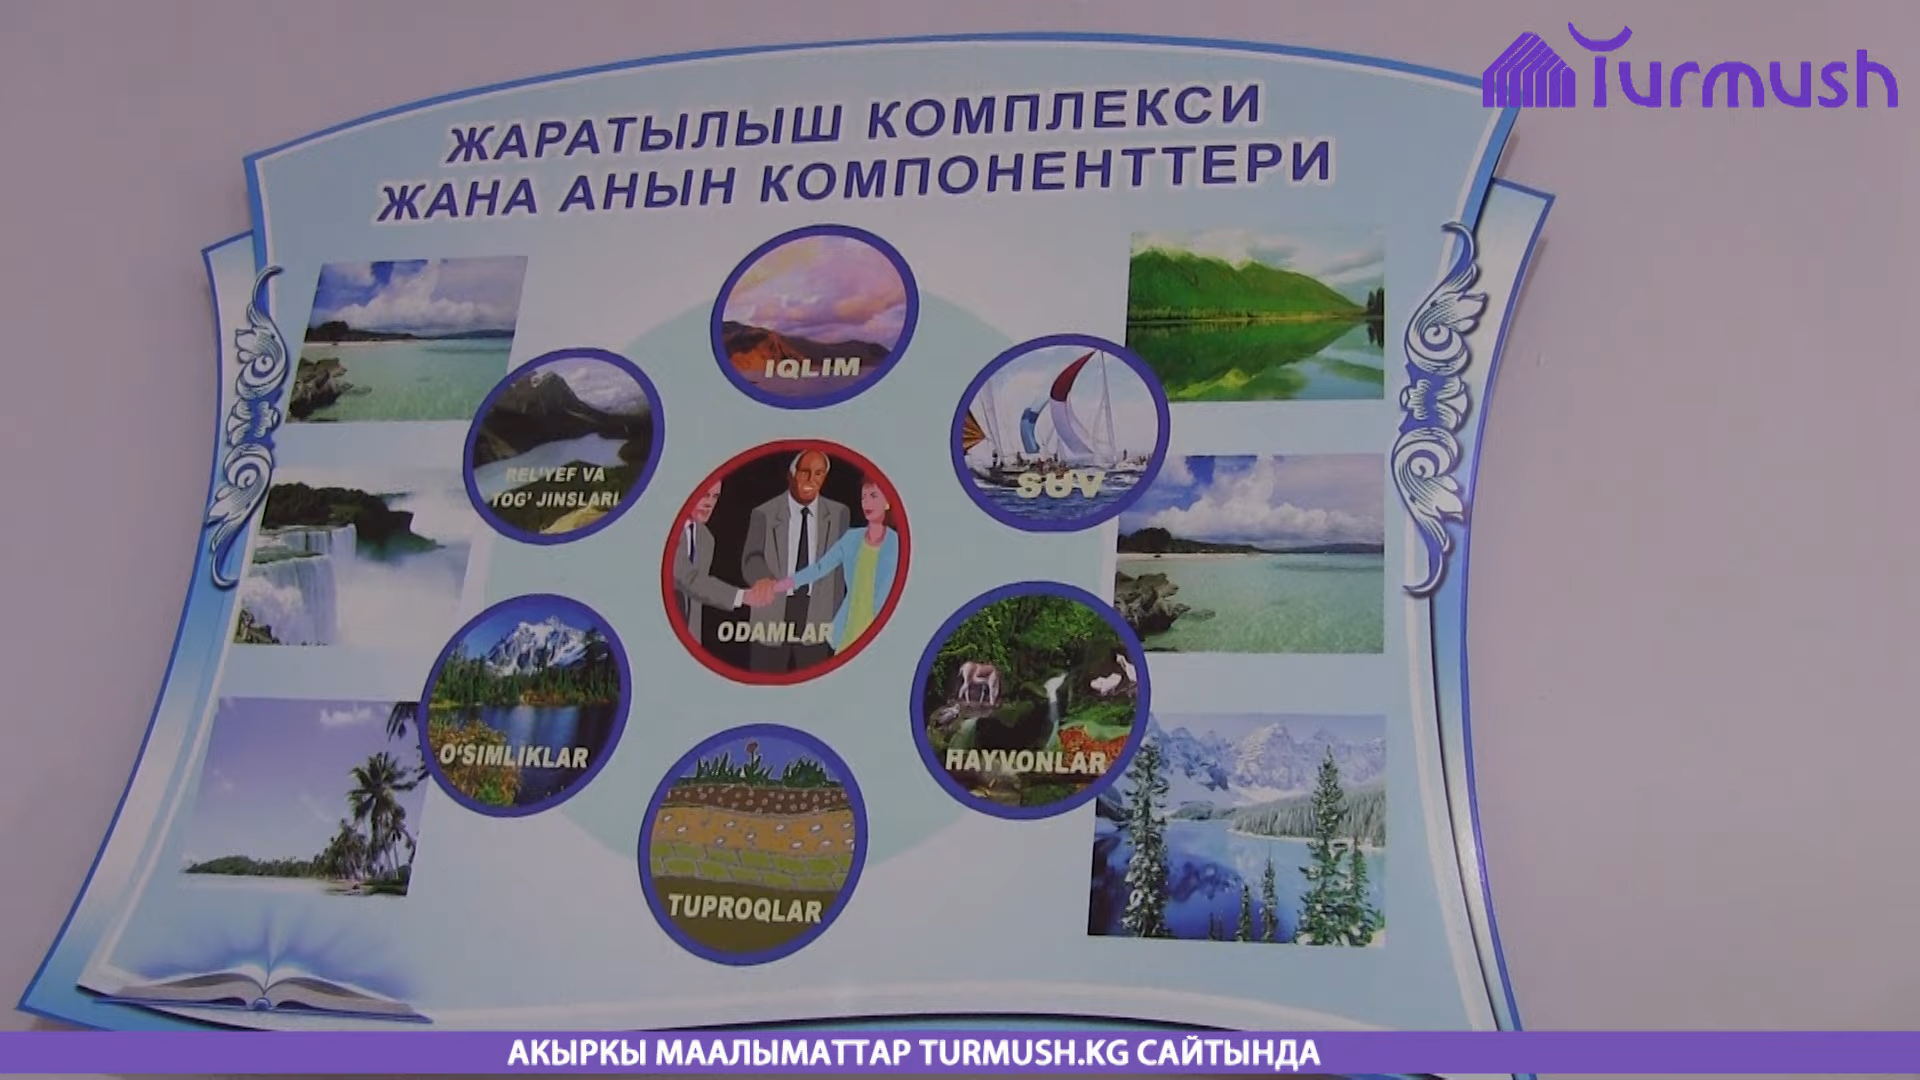 Turmush
ЖАРАТЫЛЫШ КОМПЛЕКСИ
ЖАНА АНЫН КОМПОНЕНТТЕРИ
IQLIM
REL'YEF VA
TOG' JINSLARI
SUV
ODAMLAR
O'SIMLIKLAR
HAYVONLAR
TUPROQLAR
АКЫРКЫ МААЛЫМАТТАР TURMUSH.KG САЙТЫНДА